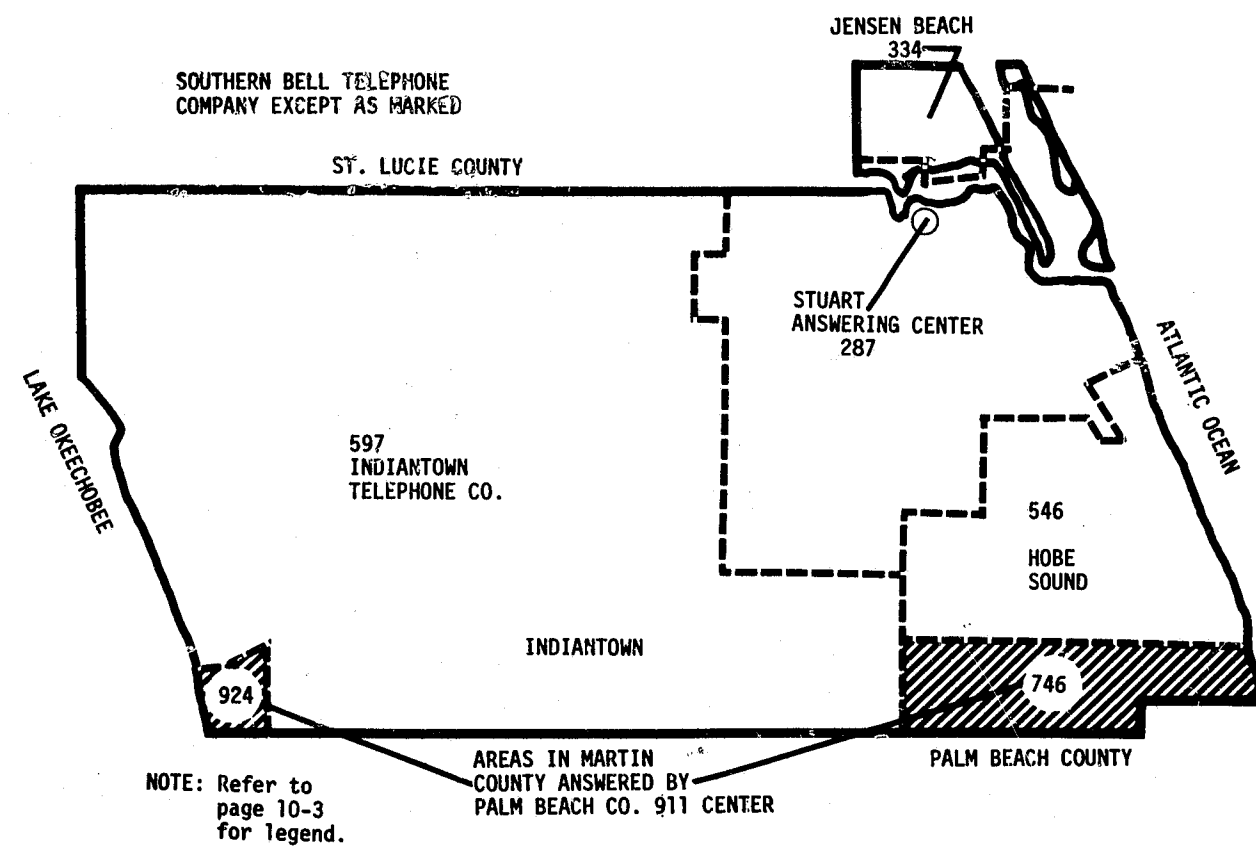 JENSEN BEACH
334
SOUTHERN BELL TELEPHONE
COMPANY EXCEPT AS MARKED
ST. LUCIE COUNTY
STUART
ANSWERING CENTER
287
ATLANTIC OCEAN
LAKE OKEECHOBEE
597
INDIANTOWN
TELEPHONE CO.
546
HOBE
SOUND
INDIANTOWN
924
746
AREAS IN MARTIN
COUNTY ANSWERED BY
PALM BEACH CO. 911 CENTER
PALM BEACH COUNTY
NOTE: Refer to
page 10-3
for legend.